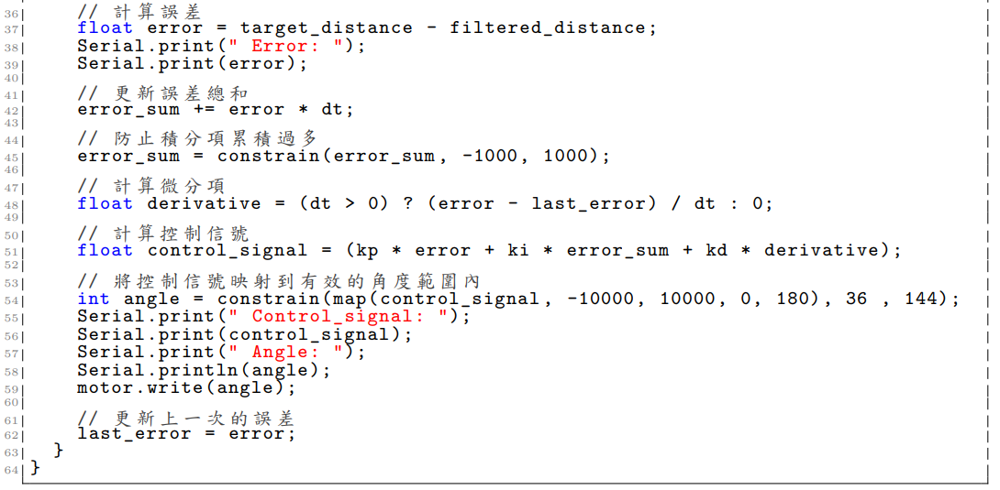 36 // 計算誤差
37 float error = target_distance - filtered_distance;
38 Serial.print(" Error: ");
39 Serial.print(error);
40
41 // 更新誤差總和
42 error_sum += error * dt;
43
44 // 防止積分項累積過多
45 error_sum = constrain(error_sum, -1000, 1000);
46
47 // 計算微分項
48 float derivative = (dt > 0) ? (error - last_error) / dt : 0;
49
50 // 計算控制信號
51 float control_signal = (kp * error + ki * error_sum + kd * derivative);
52
53 // 將控制信號映射到有效的角度範圍內
54 int angle = constrain(map(control_signal, -10000, 10000, 0, 180), 36 , 144);
55 Serial.print(" Control_signal: ");
56 Serial.print(control_signal);
57 Serial.print(" Angle: ");
58 Serial.println(angle);
59 motor.write(angle);
60
61 // 更新上一次的誤差
62 last_error = error;
63 }
64 }